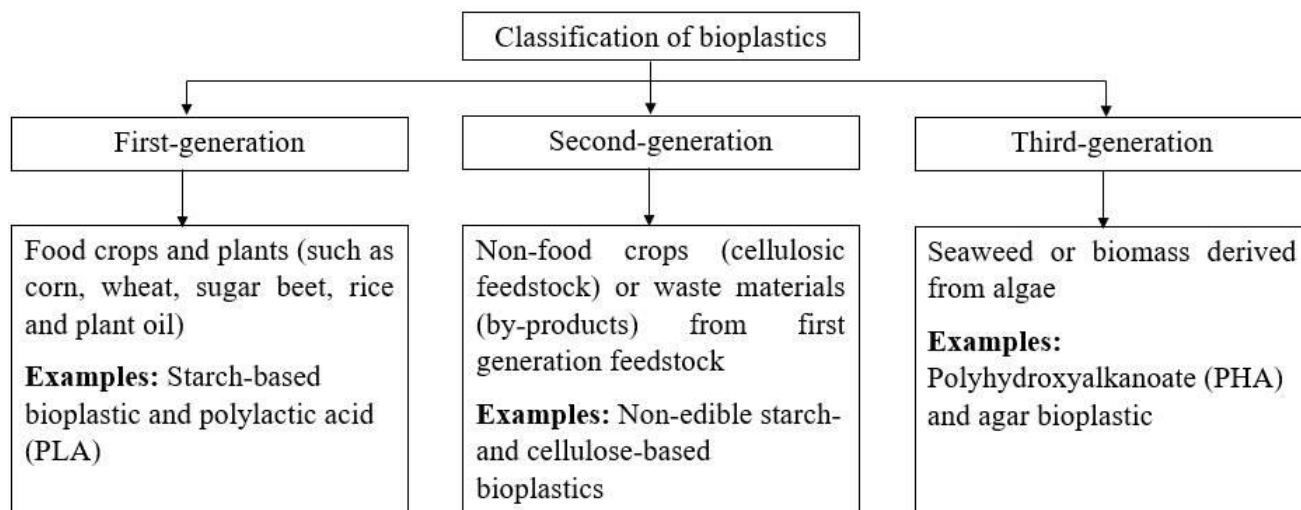 Classification of bioplastics
First-generation
Second-generation
Third-generation
Food crops and plants (such as
corn, wheat, sugar beet, rice
and plant oil)
Examples: Starch-based
bioplastic and polylactic acid
(PLA)
Non-food crops (cellulosic
feedstock) or waste materials
(by-products) from first
generation feedstock
Examples: Non-edible starch-
and cellulose-based
bioplastics
Seaweed or biomass derived
from algae
Examples:
Polyhydroxyalkanoate (PHA)
and agar bioplastic